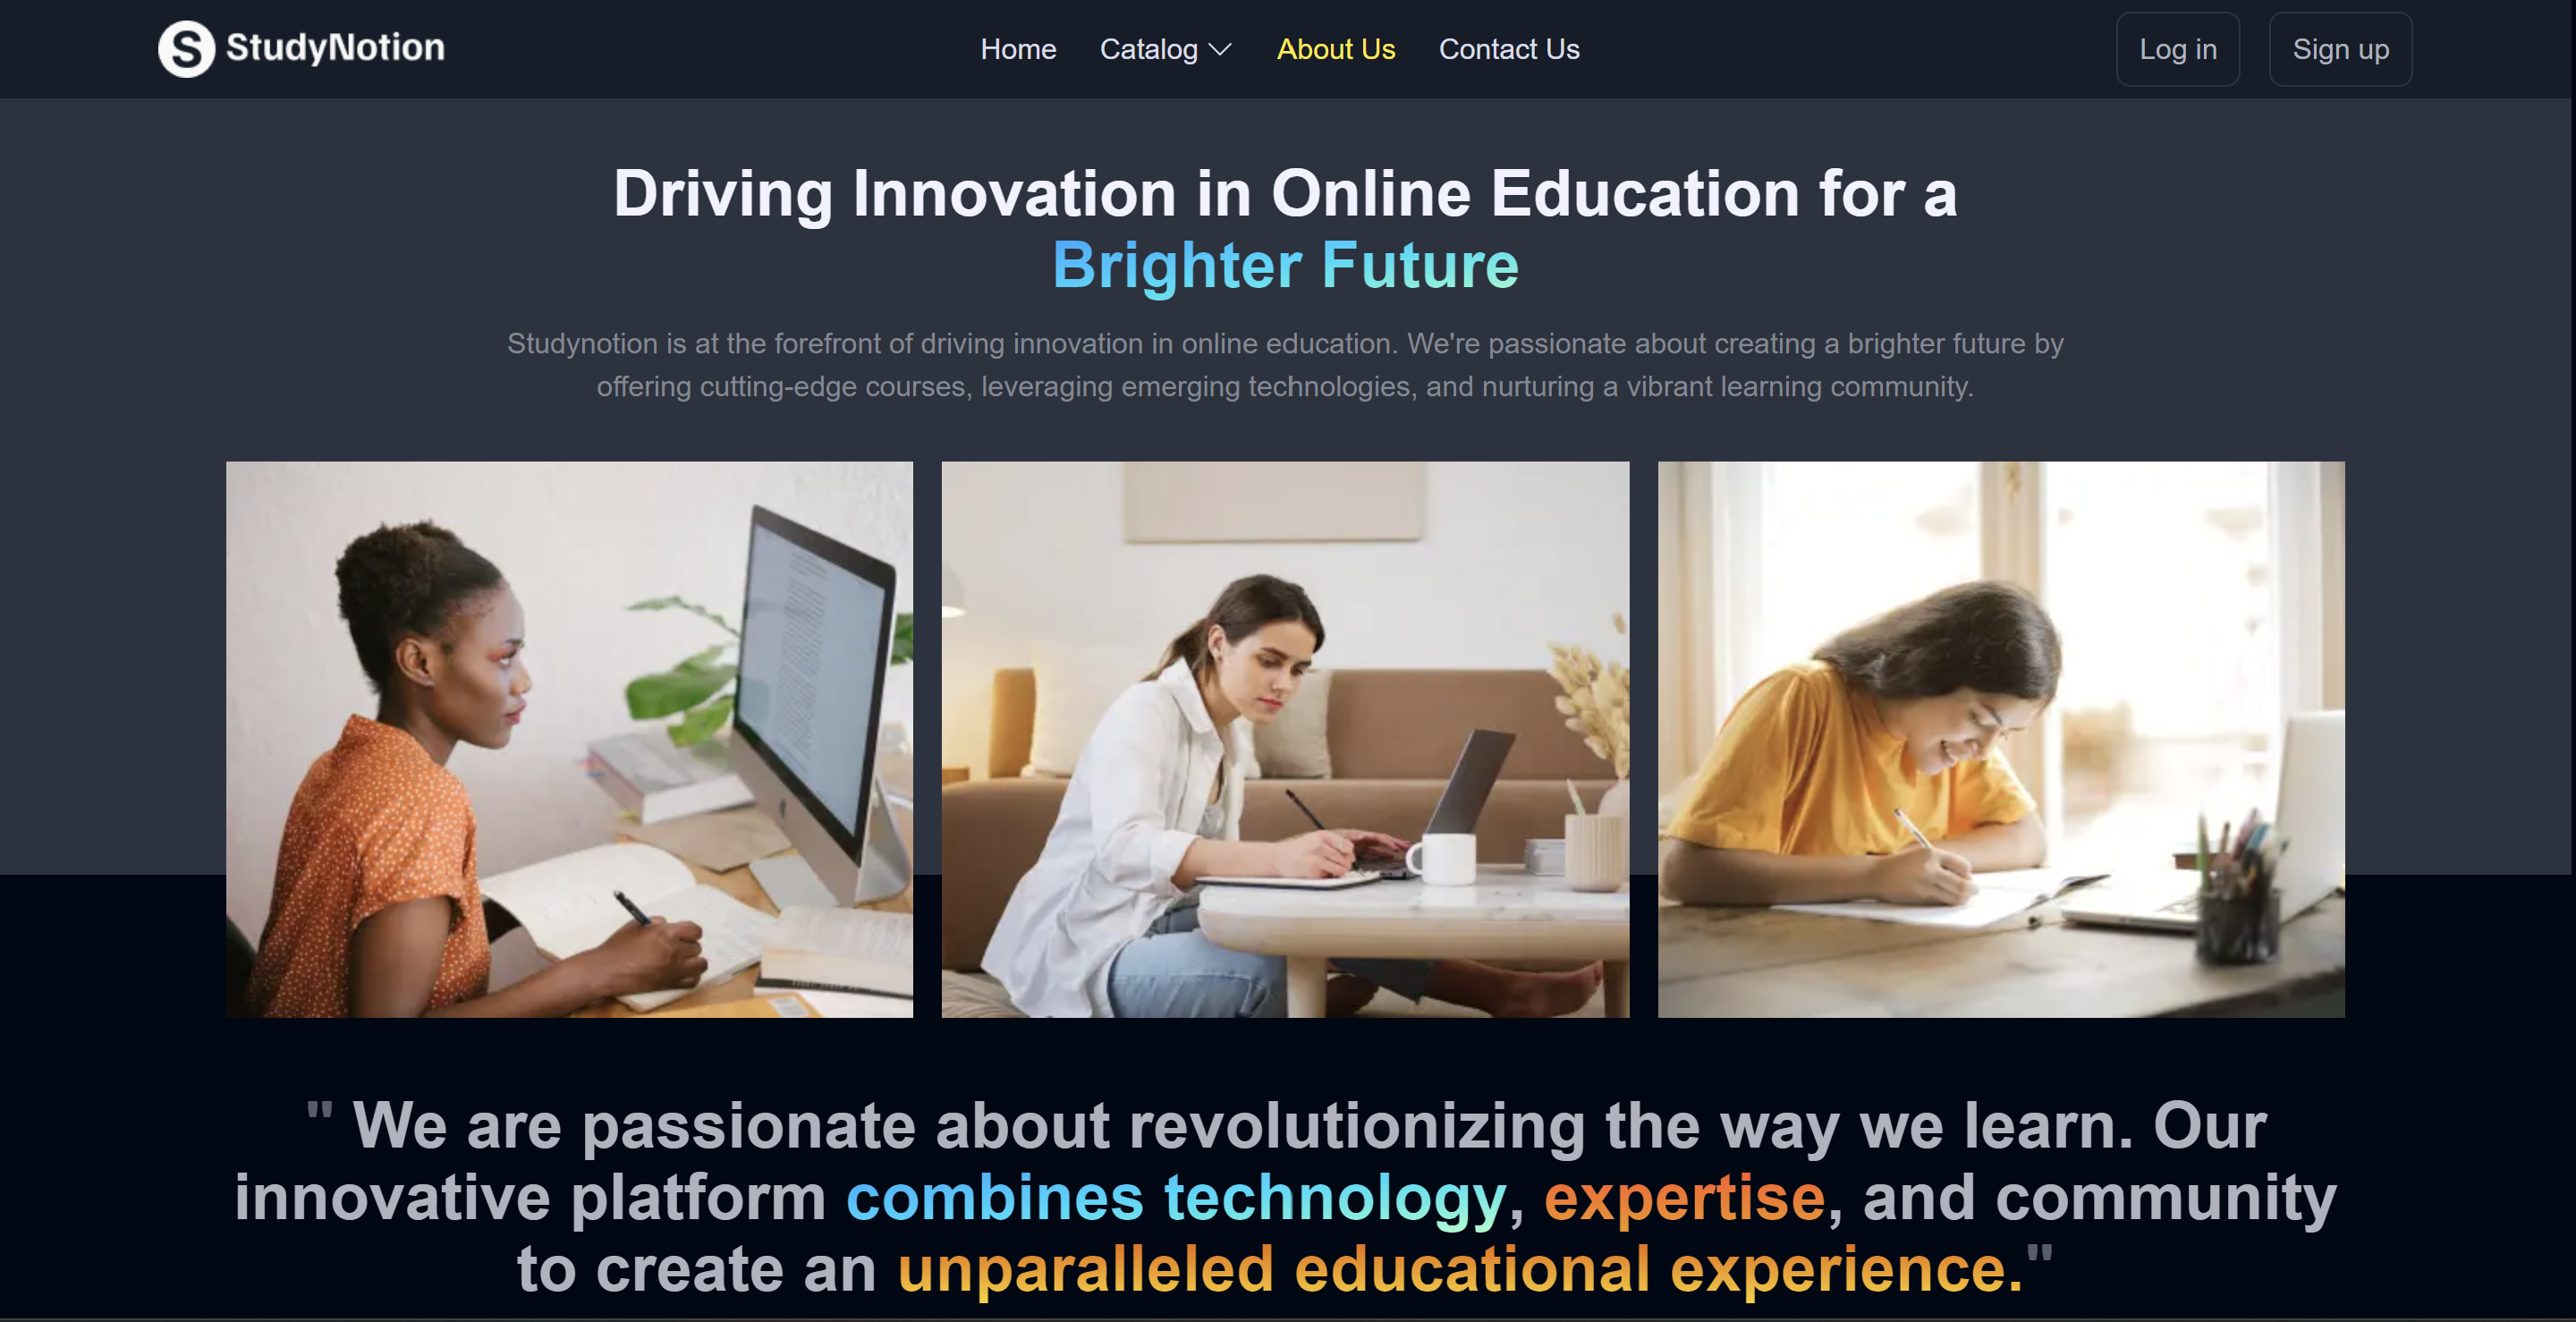 StudyNotion
Home
Catalog
About Us
Contact Us
Log in
Sign up
Driving Innovation in Online Education for a
Brighter Future
Studynotion is at the forefront of driving innovation in online education. We're passionate about creating a brighter future by
offering cutting-edge courses, leveraging emerging technologies, and nurturing a vibrant learning community.
" We are passionate about revolutionizing the way we learn. Our
innovative platform combines technology, expertise, and community
to create an unparalleled educational experience."